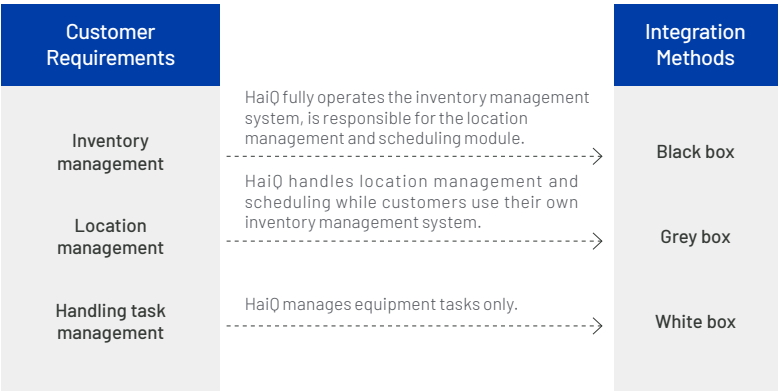 Customer
Requirements
Integration
Methods
HaiQ fully operates the inventory management
system, is responsible for the location
management and scheduling module.
Inventory
management
Black box
HaiQ handles location management and
scheduling while customers use their own
inventory management system.
Location
management
Grey box
HaiQ manages equipment tasks only.
Handling task
management
White box